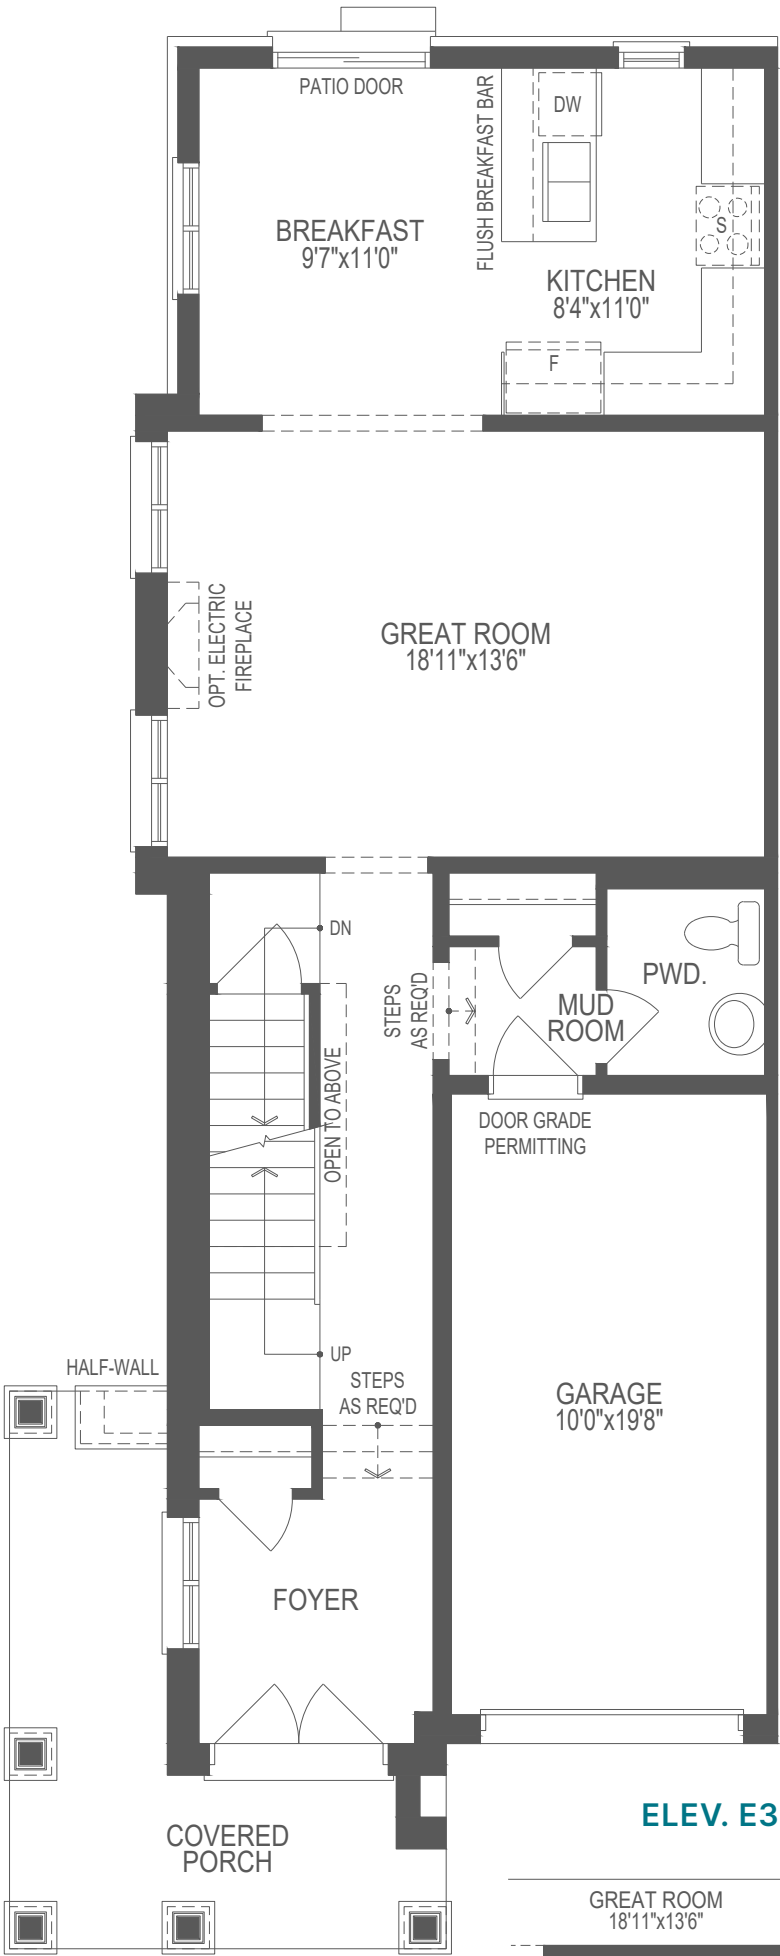 PATIO DOOR
FLUSH BREAKFAST BAR
DW
BREAKFAST
9'7"x11'0"
S
KITCHEN
8'4"x11'0"
F
OPT. ELECTRIC
FIREPLACE
GREAT ROOM
18'11"x13'6"
DN
STEPS
AS REQ'D
PWD.
MUD
ROOM
OPEN TO ABOVE
DOOR GRADE
PERMITTING
UP
HALF-WALL
STEPS
AS REQ'D
GARAGE
10'0"x19'8"
FOYER
COVERED
PORCH
ELEV. E3
GREAT ROOM
18'11"x13'6"